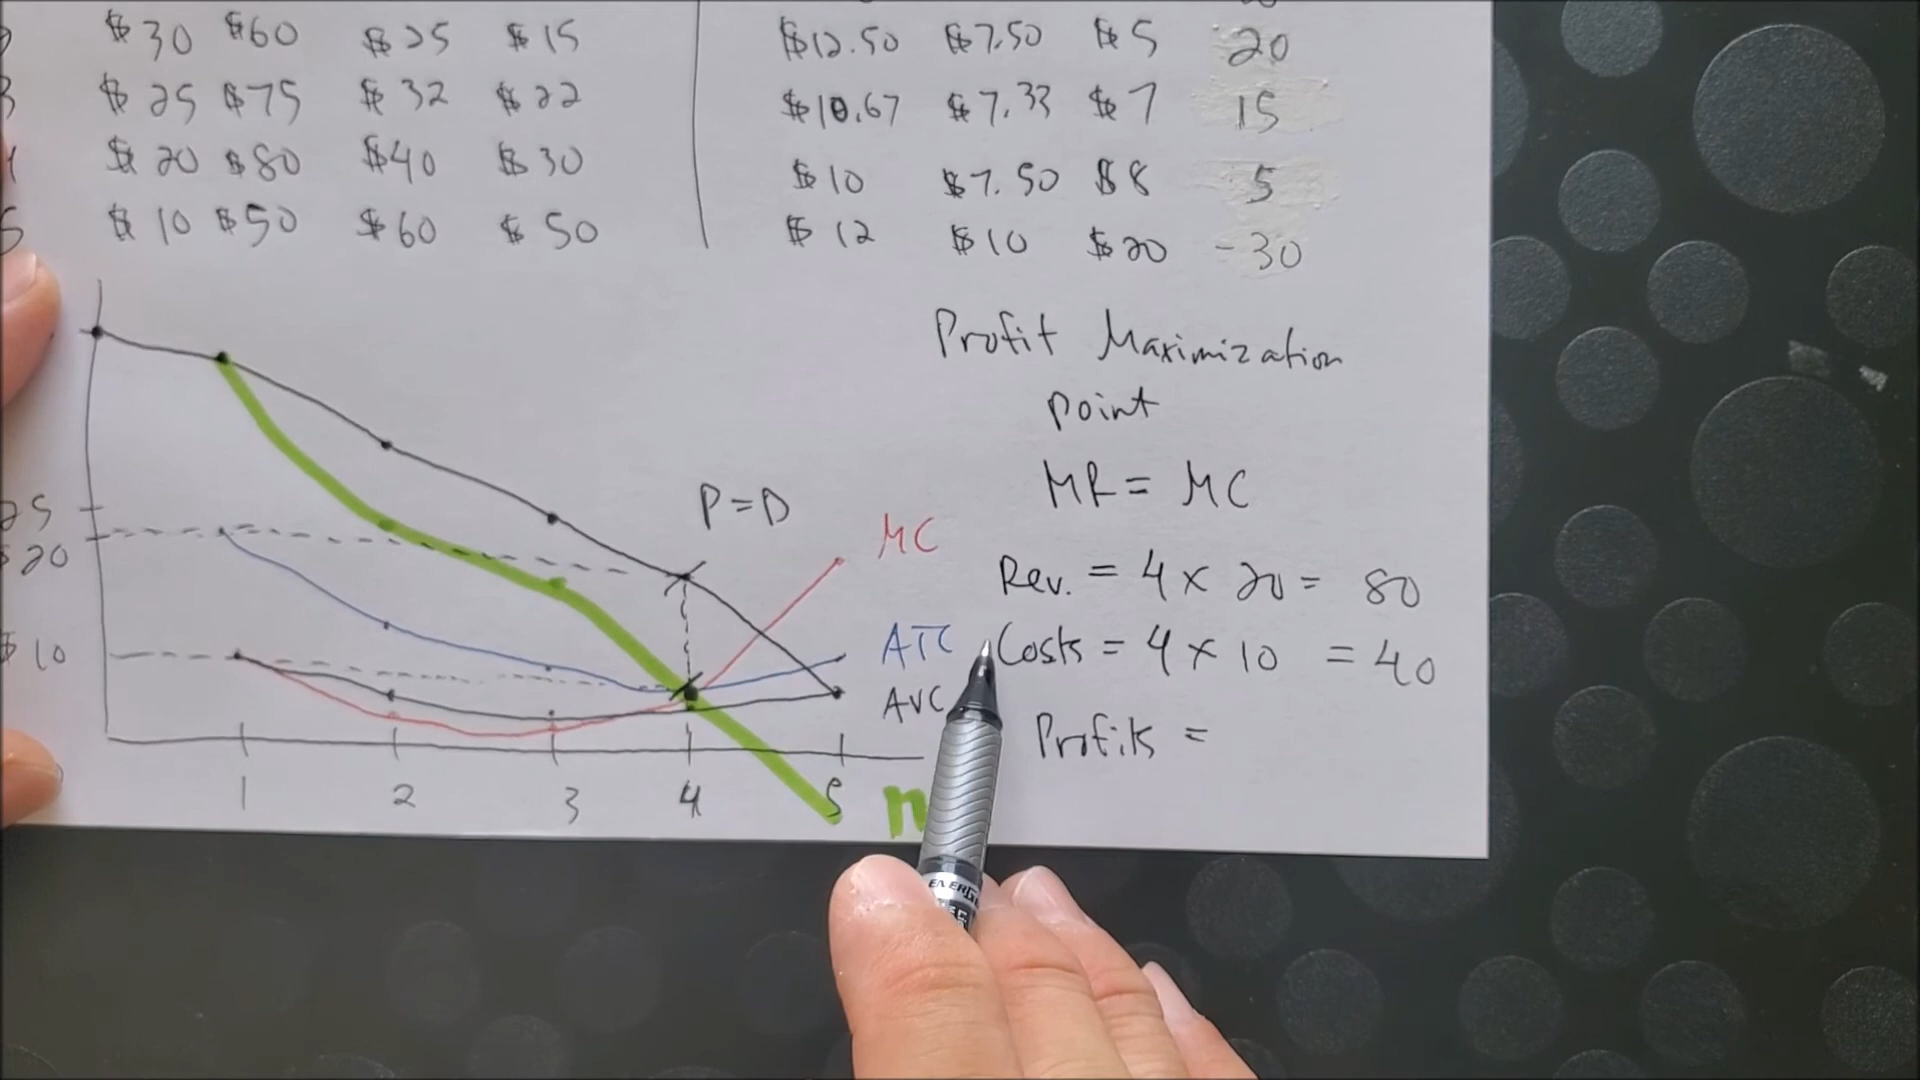 $30 $60 $25 $15 $12.50 $7.50 $5 20
3 $25 $75 $32 $22 $10.67 $7.33 $7 15
$20 $80 $40 $30 $10 $7.50 $8 5
5 $10 $50 $60 $50 $12 $10 $20 -30
Profit Maximization
point
MR = MC
25
$20
$10
P=D
MC
ATC
AVC
Rev. = 4 x 20 = 80
Costs = 4 x 10 = 40
Profits =
1 2 3 4 5